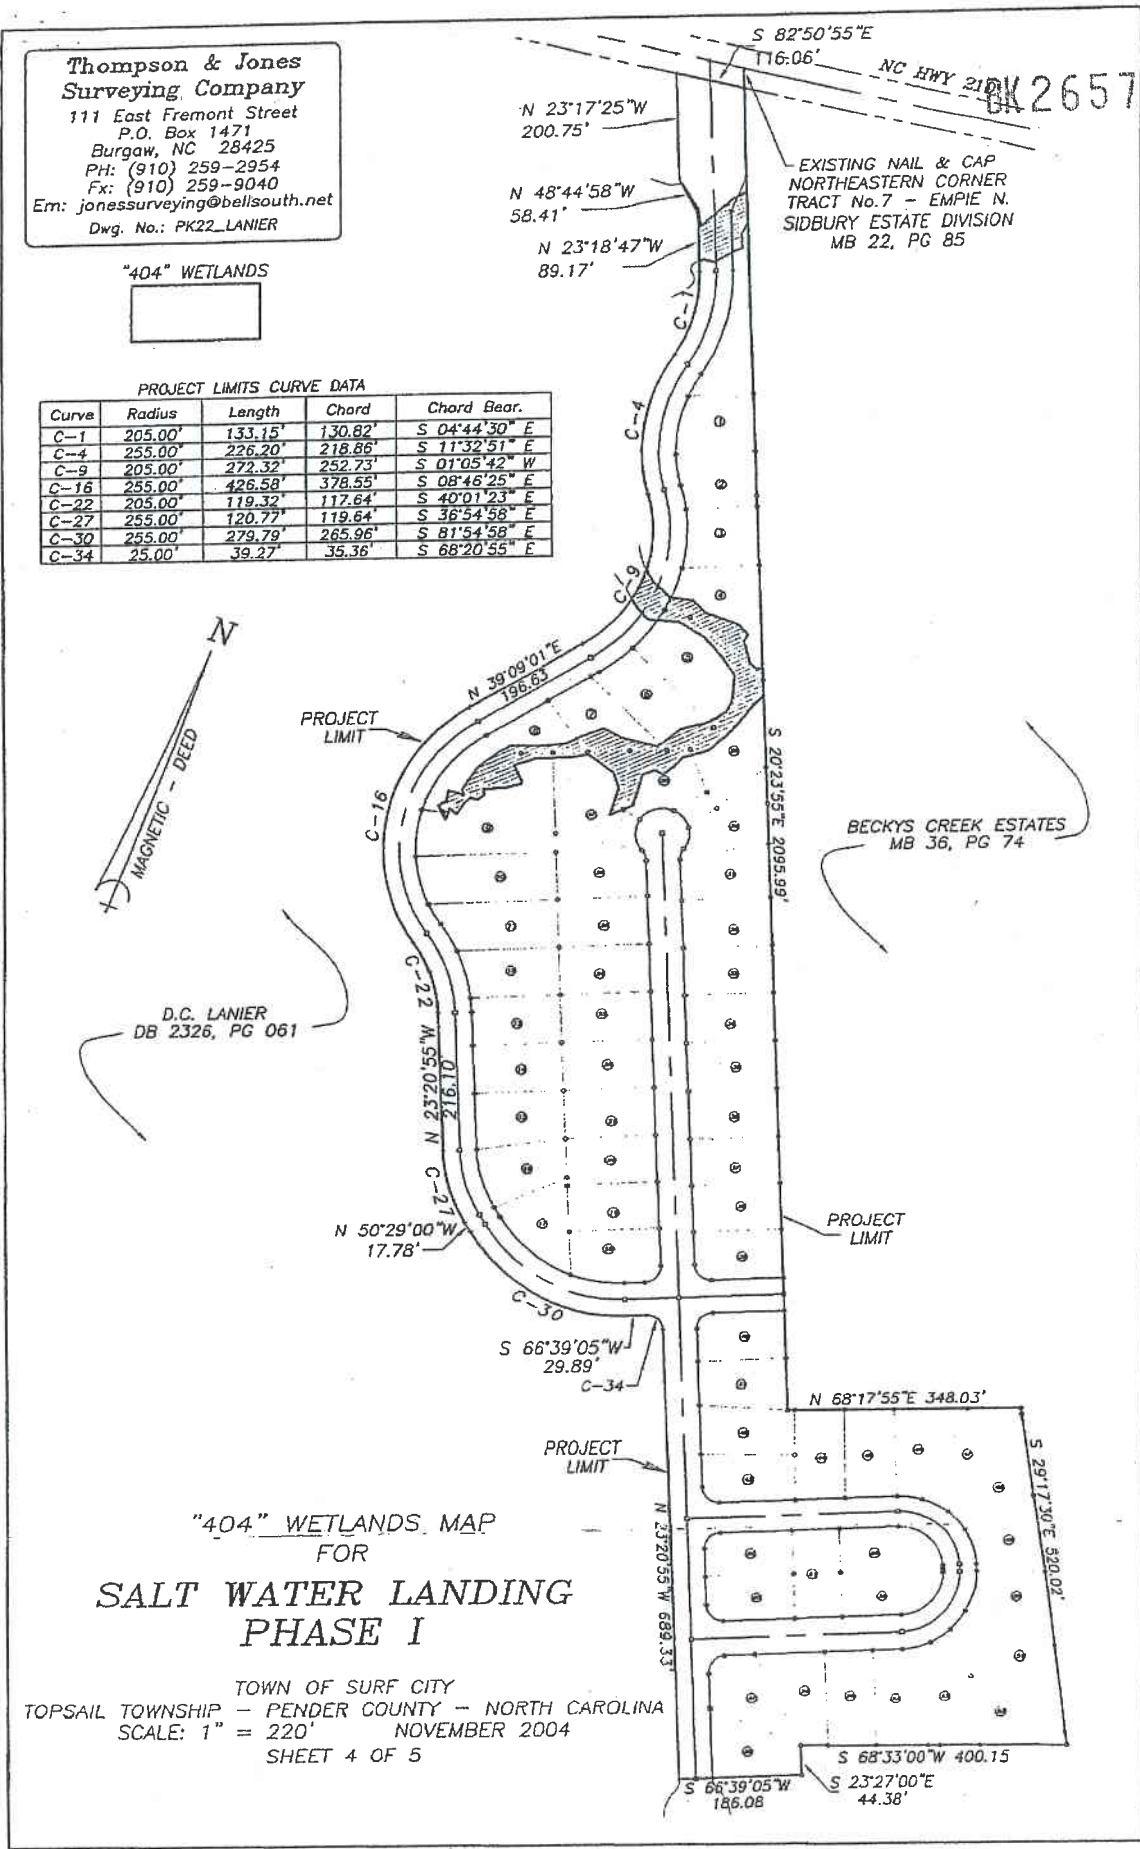 Thompson & Jones
Surveying Company
111 East Fremont Street
P.O. Box 1471
Burgaw, NC 28425
PH: (910) 259-2954
Fx: (910) 259-9040
Em: jonessurveying@bellsouth.net
Dwg. No.: PK22_LANIER
"404" WETLANDS
S 82°50'55"E
116.06'
NC HWY
BK2657
N 23°17'25"W
200.75'
N 48°44'58"W
58.41'
N 23°18'47"W
89.17'
EXISTING NAIL & CAP
NORTHEASTERN CORNER
TRACT No.7 - EMPIE N.
SIDBURY ESTATE DIVISION
MB 22, PG 85
PROJECT LIMITS CURVE DATA
Curve Radius Length Chord Chord Bear.
C-1 205.00' 133.15' 130.82' S 04°44'30" E
C-4 255.00' 226.20' 218.86' S 11°32'51" E
C-9 205.00' 272.32' 252.73' S 01°05'42" W
C-16 255.00' 426.58' 378.55' S 08°46'25" E
C-22 205.00' 119.32' 117.64' S 40°01'23" E
C-27 255.00' 120.77' 119.64' S 36°54'58" E
C-30 255.00' 279.79' 265.96' S 81°54'58" E
C-34 25.00' 39.27' 35.36' S 68°20'55" E
C-1
C-4
C-9
N
MAGNETIC - DEED
N 39°09'01"E
196.63
PROJECT
LIMIT
C-16
S 20°23'55"E 2095.99'
BECKYS CREEK ESTATES
MB 36, PG 74
D.C. LANIER
DB 2326, PG 061
C-22
N 23°20'55"W
216.10'
C-27
N 50°29'00"W
17.78'
C-30
PROJECT
LIMIT
S 66°39'05"W
29.89'
C-34
N 68°17'55"E 348.03'
PROJECT
LIMIT
S 29°17'30"E 520.02'
N 23°20'55"W 689.33'
"404" WETLANDS MAP
FOR
SALT WATER LANDING
PHASE I
TOWN OF SURF CITY
TOPSAIL TOWNSHIP - PENDER COUNTY - NORTH CAROLINA
SCALE: 1" = 220' NOVEMBER 2004
SHEET 4 OF 5
S 68°33'00"W 400.15
S 66°39'05"W
186.08
S 23°27'00"E
44.38'